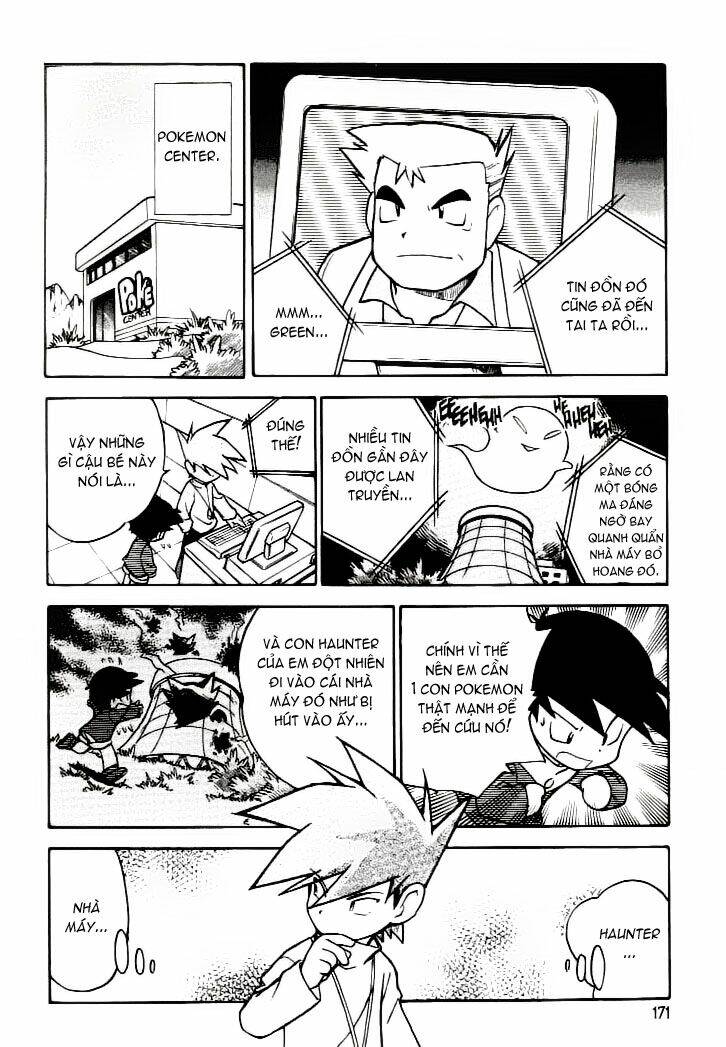 POKEMON
CENTER.
Poké
CENTER
MMM...
GREEN...
TIN ĐỒN ĐÓ
CŨNG ĐÃ ĐẾN
TAI TA RỒI...
VẬY NHỮNG
GÌ CẬU BÉ NÀY
NÓI LÀ...
ĐÚNG
THẾ!
NHIỀU TIN
ĐỒN GẦN ĐÂY
ĐƯỢC LAN
TRUYỀN...
RẰNG CÓ
MỘT BÓNG
MA ĐÁNG
NGỜ BAY
QUANH QUẨN
NHÀ MÁY BỎ
HOANG ĐÓ.
VÀ CON HAUNTER
CỦA EM ĐỘT NHIÊN
ĐI VÀO CÁI NHÀ
MÁY ĐÓ NHƯ BỊ
HÚT VÀO ẤY...
CHÍNH VÌ THẾ
NÊN EM CẦN
1 CON POKEMON
THẬT MẠNH ĐỂ
ĐẾN CỨU NÓ!
NHÀ
MÁY...
HAUNTER
...
171